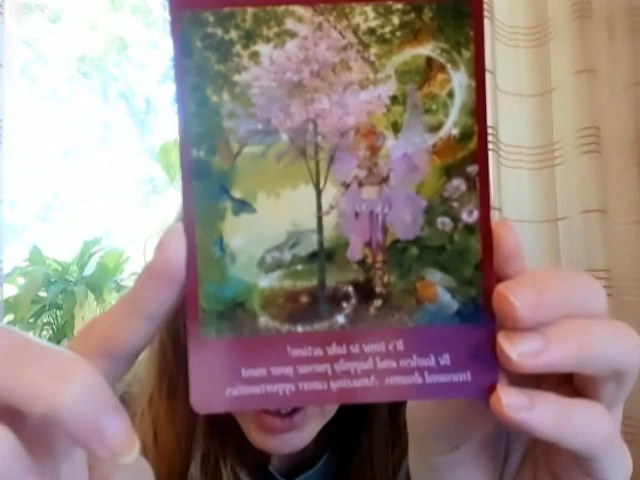 It's time to take action!
Be fearless and happily pursue your most
treasured dreams. Amazing career opportunities